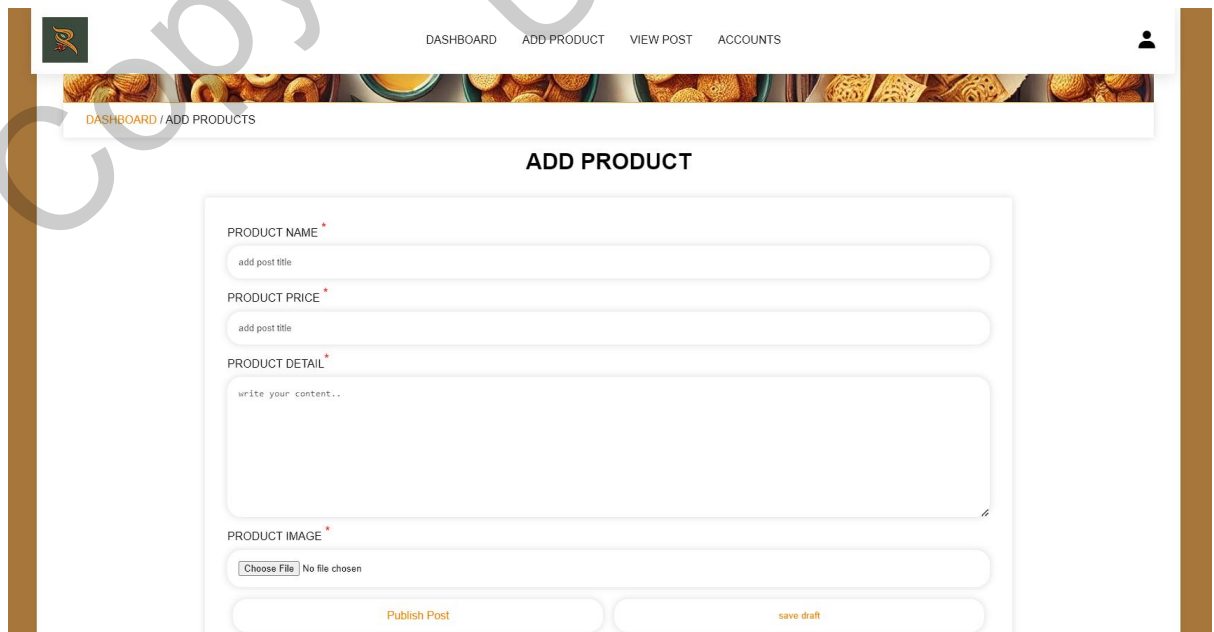 DASHBOARD ADD PRODUCT VIEW POST ACCOUNTS
DASHBOARD / ADD PRODUCTS
ADD PRODUCT
PRODUCT NAME *
add post title
PRODUCT PRICE *
add post title
PRODUCT DETAIL*
write your content..
PRODUCT IMAGE *
Choose File No file chosen
Publish Post save draft
Copy